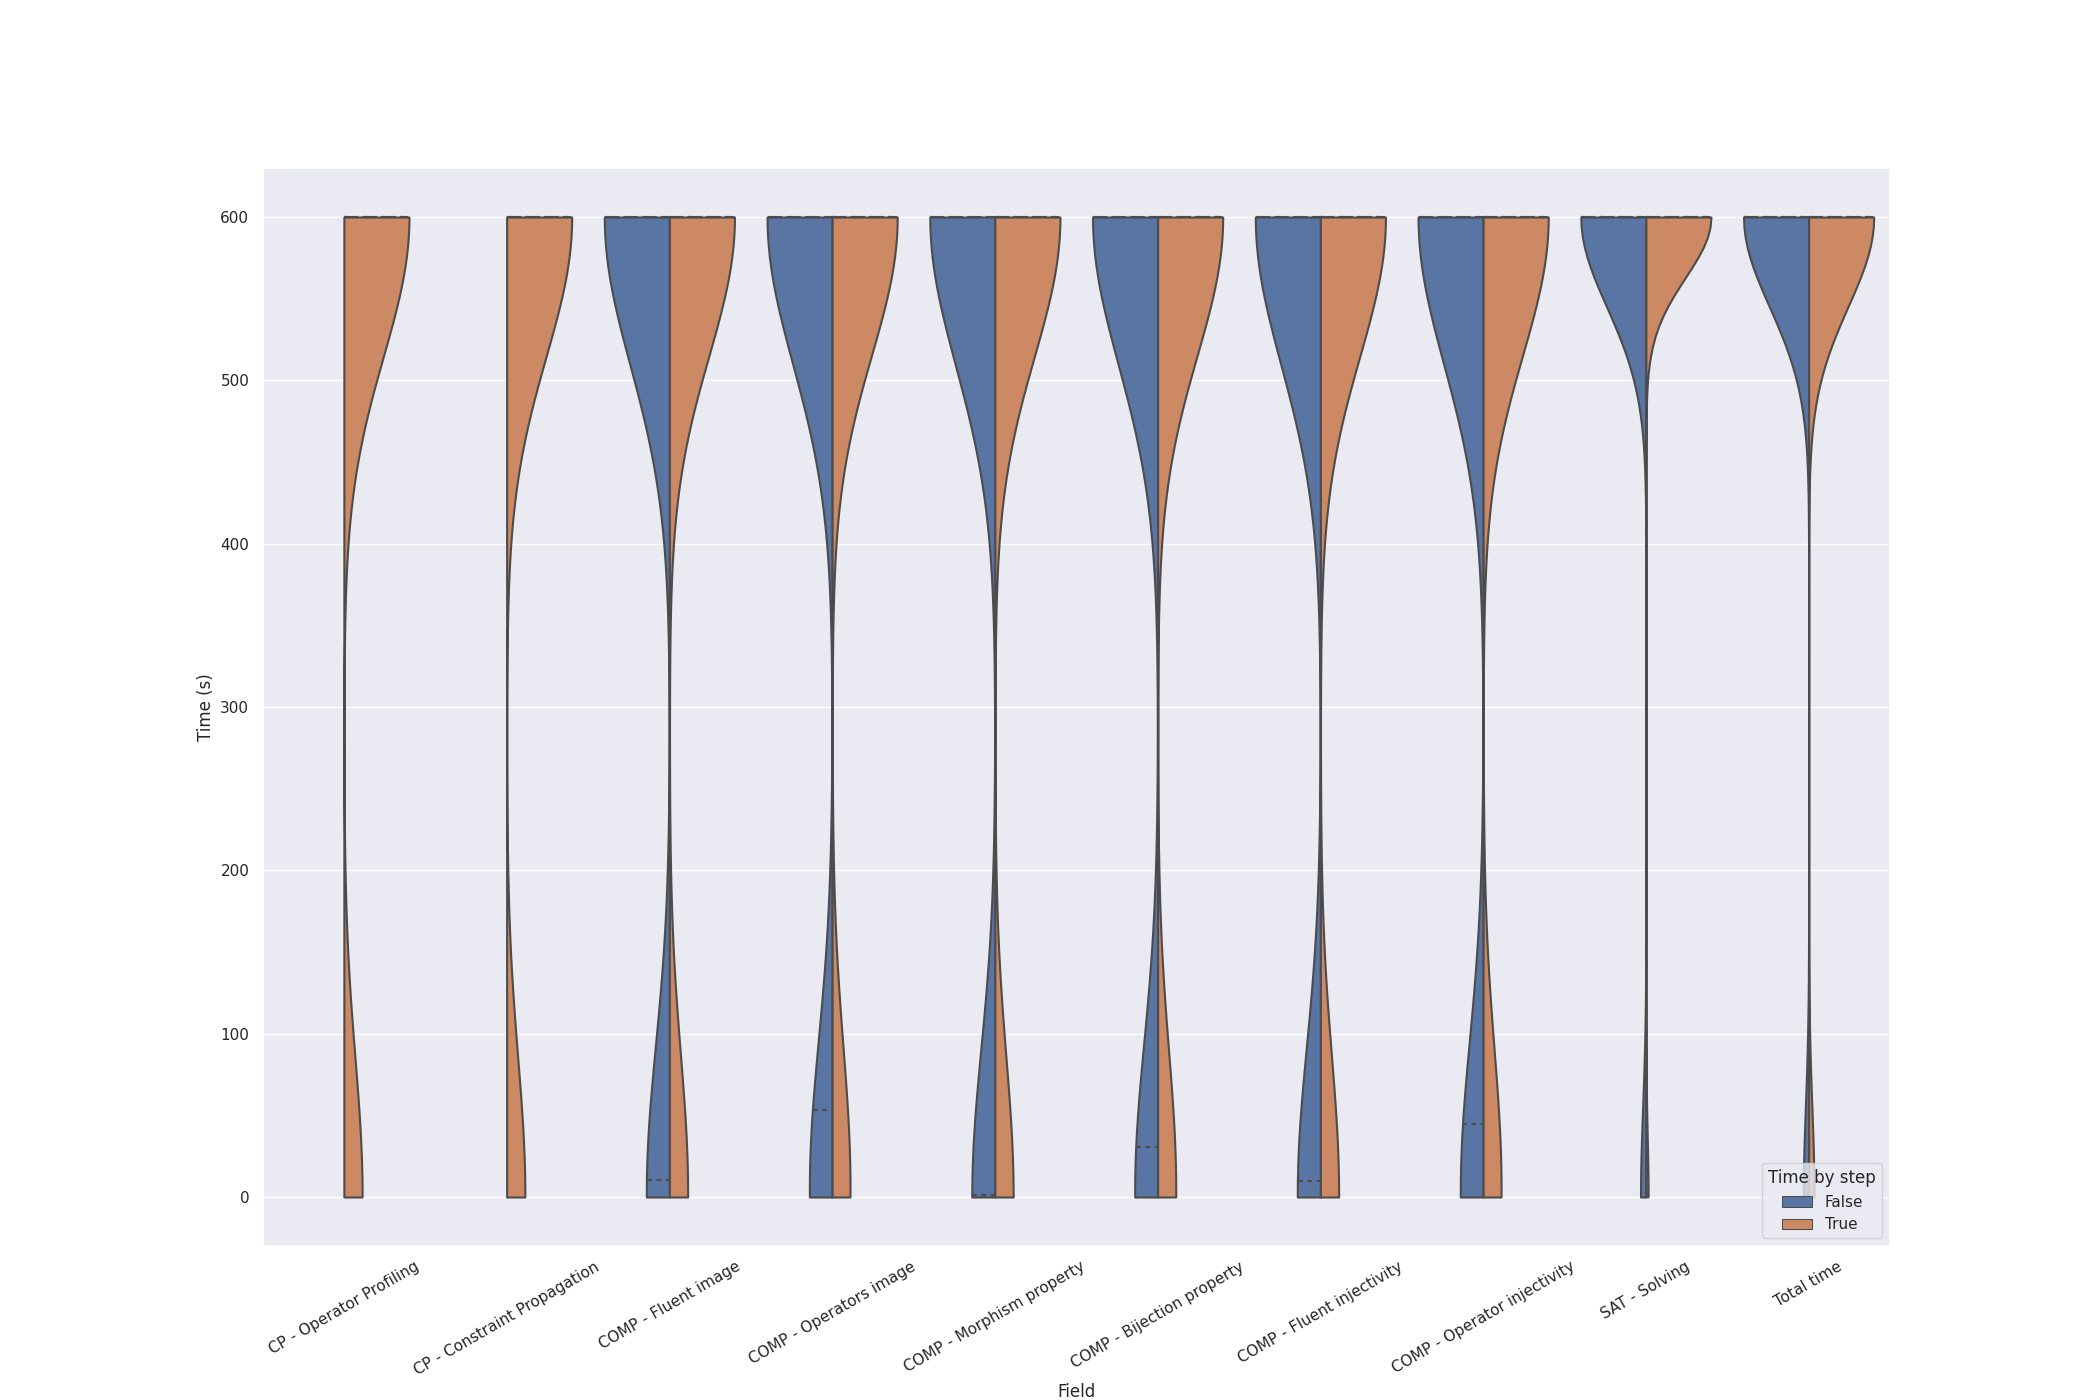 600
500
400
300
200
100
0
Time (s)
Time by step
False
True
CP - Operator Profiling
CP - Constraint Propagation
COMP - Fluent image
COMP - Operators image
COMP - Morphism property
COMP - Bijection property
COMP - Fluent injectivity
COMP - Operator injectivity
SAT - Solving
Total time
Field